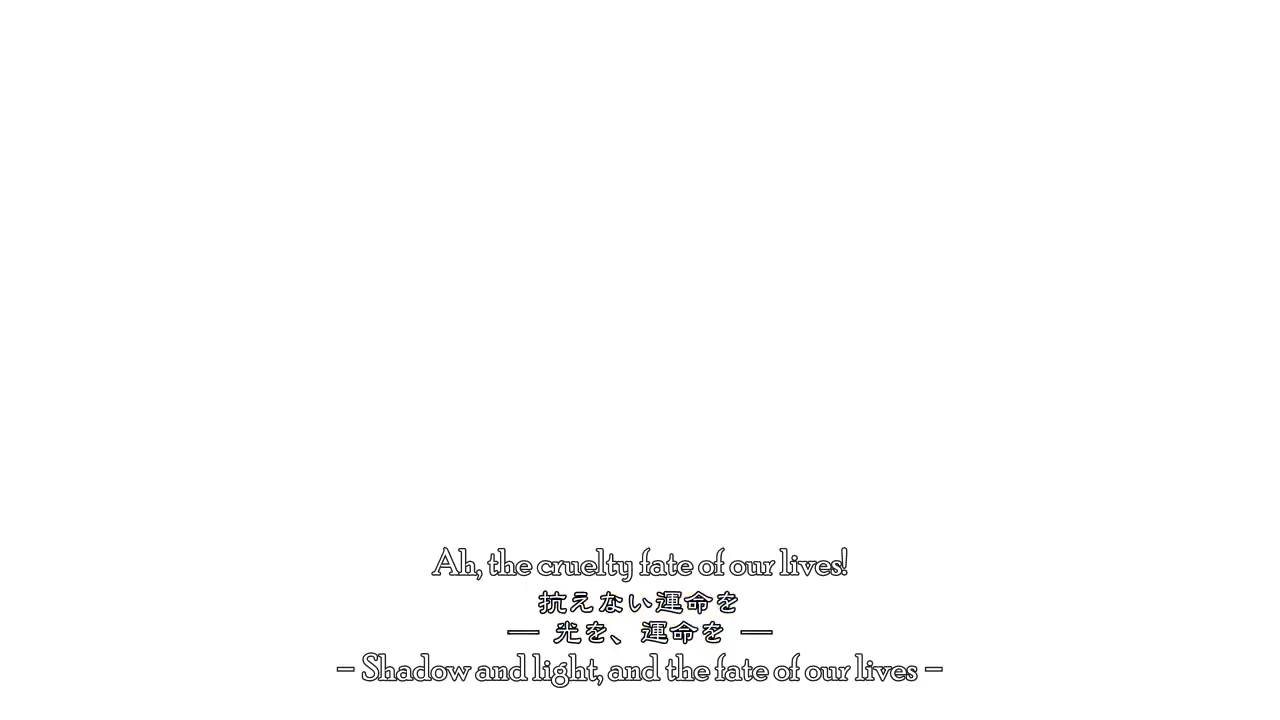 Ah, the cruelty fate of our lives!
抗えない運命を
― 光を、運命を ―
– Shadow and light, and the fate of our lives –